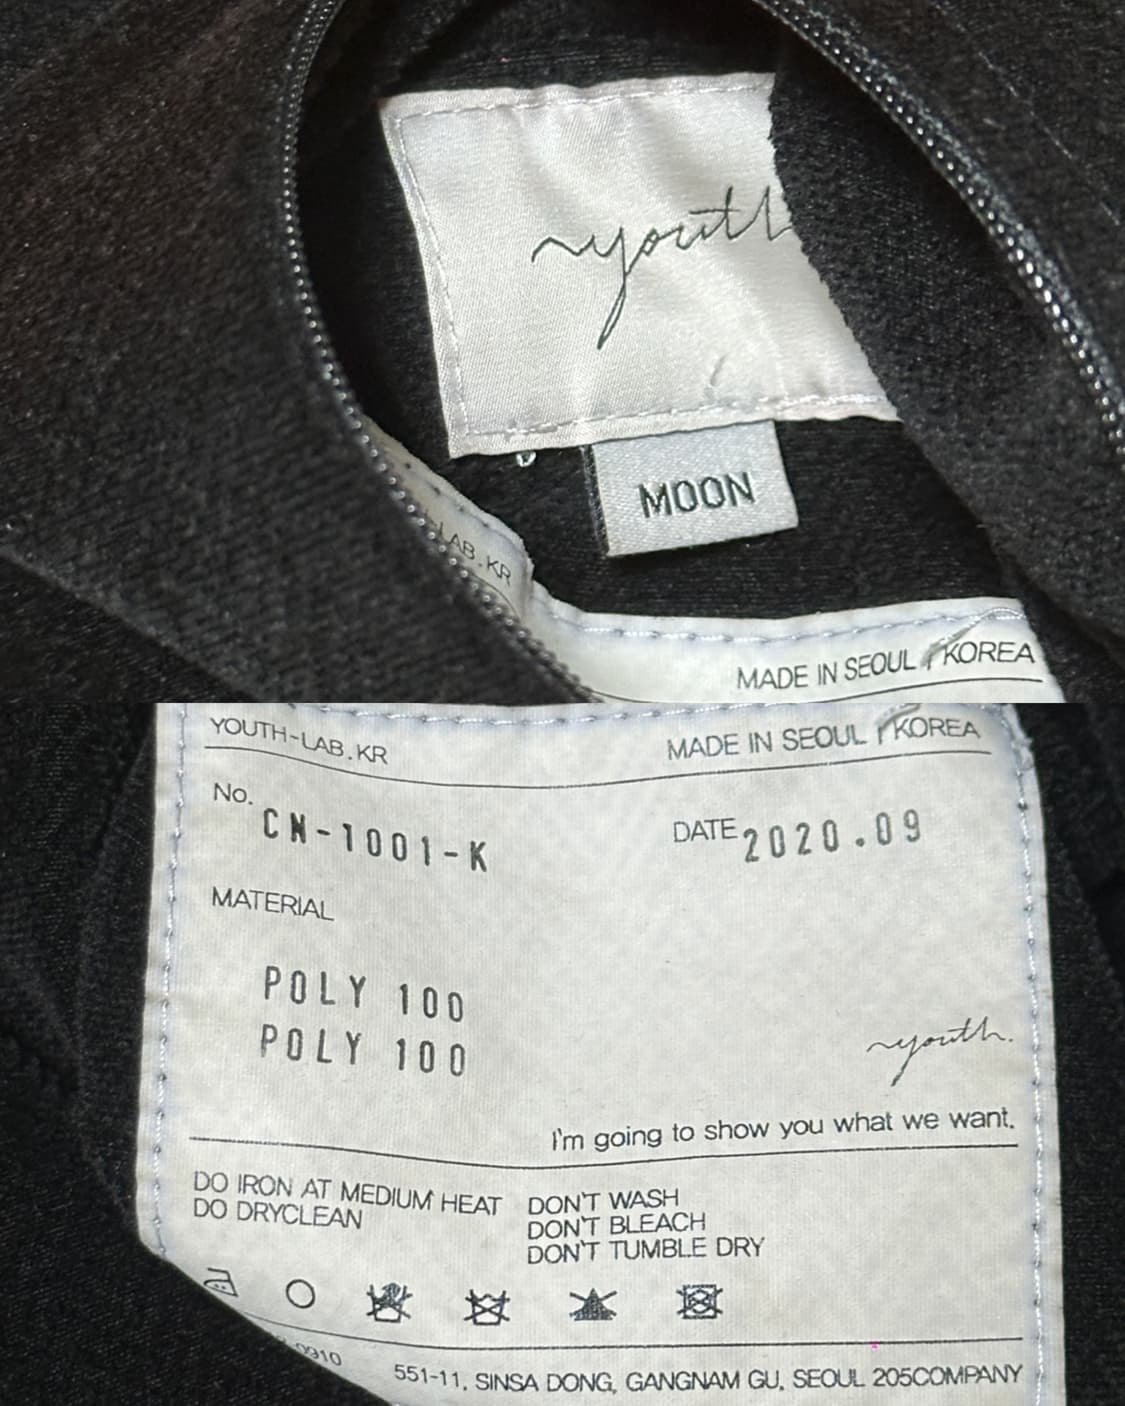 youth
MOON
-LAB.KR
MADE IN SEOUL / KOREA
YOUTH-LAB.KR
MADE IN SEOUL / KOREA
No. CN-1001-K
DATE 2020.09
MATERIAL
POLY 100
POLY 100
youth.
I'm going to show you what we want.
DO IRON AT MEDIUM HEAT
DO DRYCLEAN
DON'T WASH
DON'T BLEACH
DON'T TUMBLE DRY
0910
551-11, SINSA DONG, GANGNAM GU, SEOUL 205COMPANY